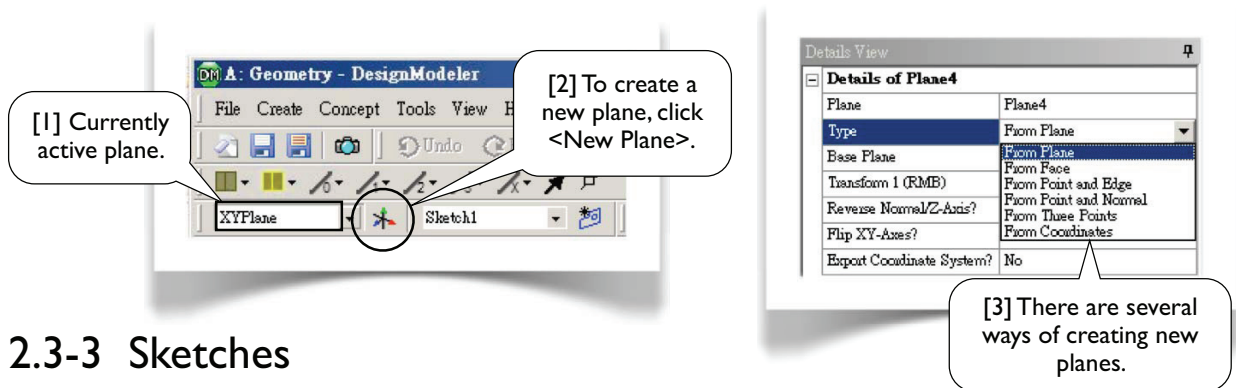 [1] Currently
active plane.
DM A: Geometry - DesignModeler
File Create Concept Tools View H
Undo
XYPlane
Sketch1
[2] To create a
new plane, click
<New Plane>.
Details View
Details of Plane4
Plane Plane4
Type From Plane
Base Plane
From Plane
From Face
Transform 1 (RMB)
From Point and Edge
From Point and Normal
Reverse Normal/Z-Axis?
From Three Points
Flip XY-Axes?
From Coordinates
Export Coordinate System? No
[3] There are several
ways of creating new
planes.
2.3-3 Sketches